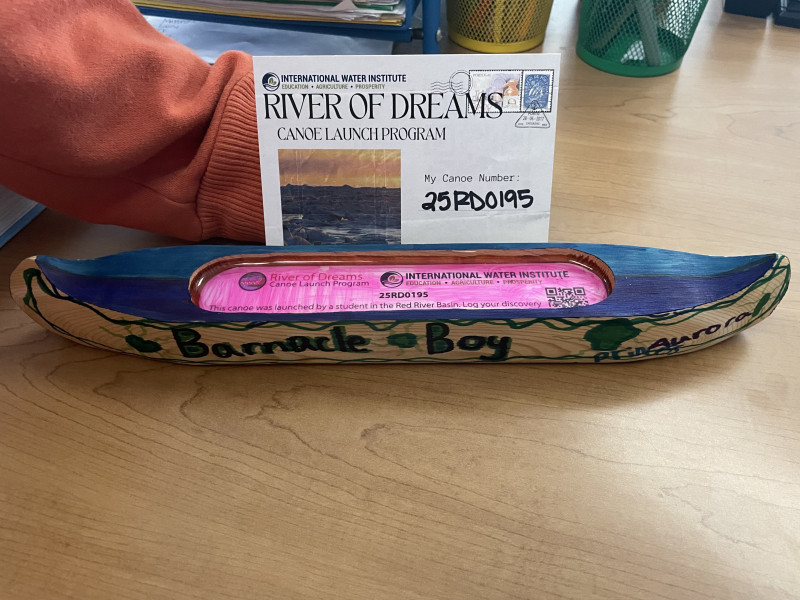 INTERNATIONAL WATER INSTITUTE
EDUCATION • AGRICULTURE • PROSPERITY
RIVER OF DREAMS
CANOE LAUNCH PROGRAM
My Canoe Number:
25RD0195
River of Dreams
Canoe Launch Program
INTERNATIONAL WATER INSTITUTE
EDUCATION • AGRICULTURE • PROSPERITY
25RD0195
This canoe was launched by a student in the Red River Basin. Log your discovery
Barnacle Boy
Aurora